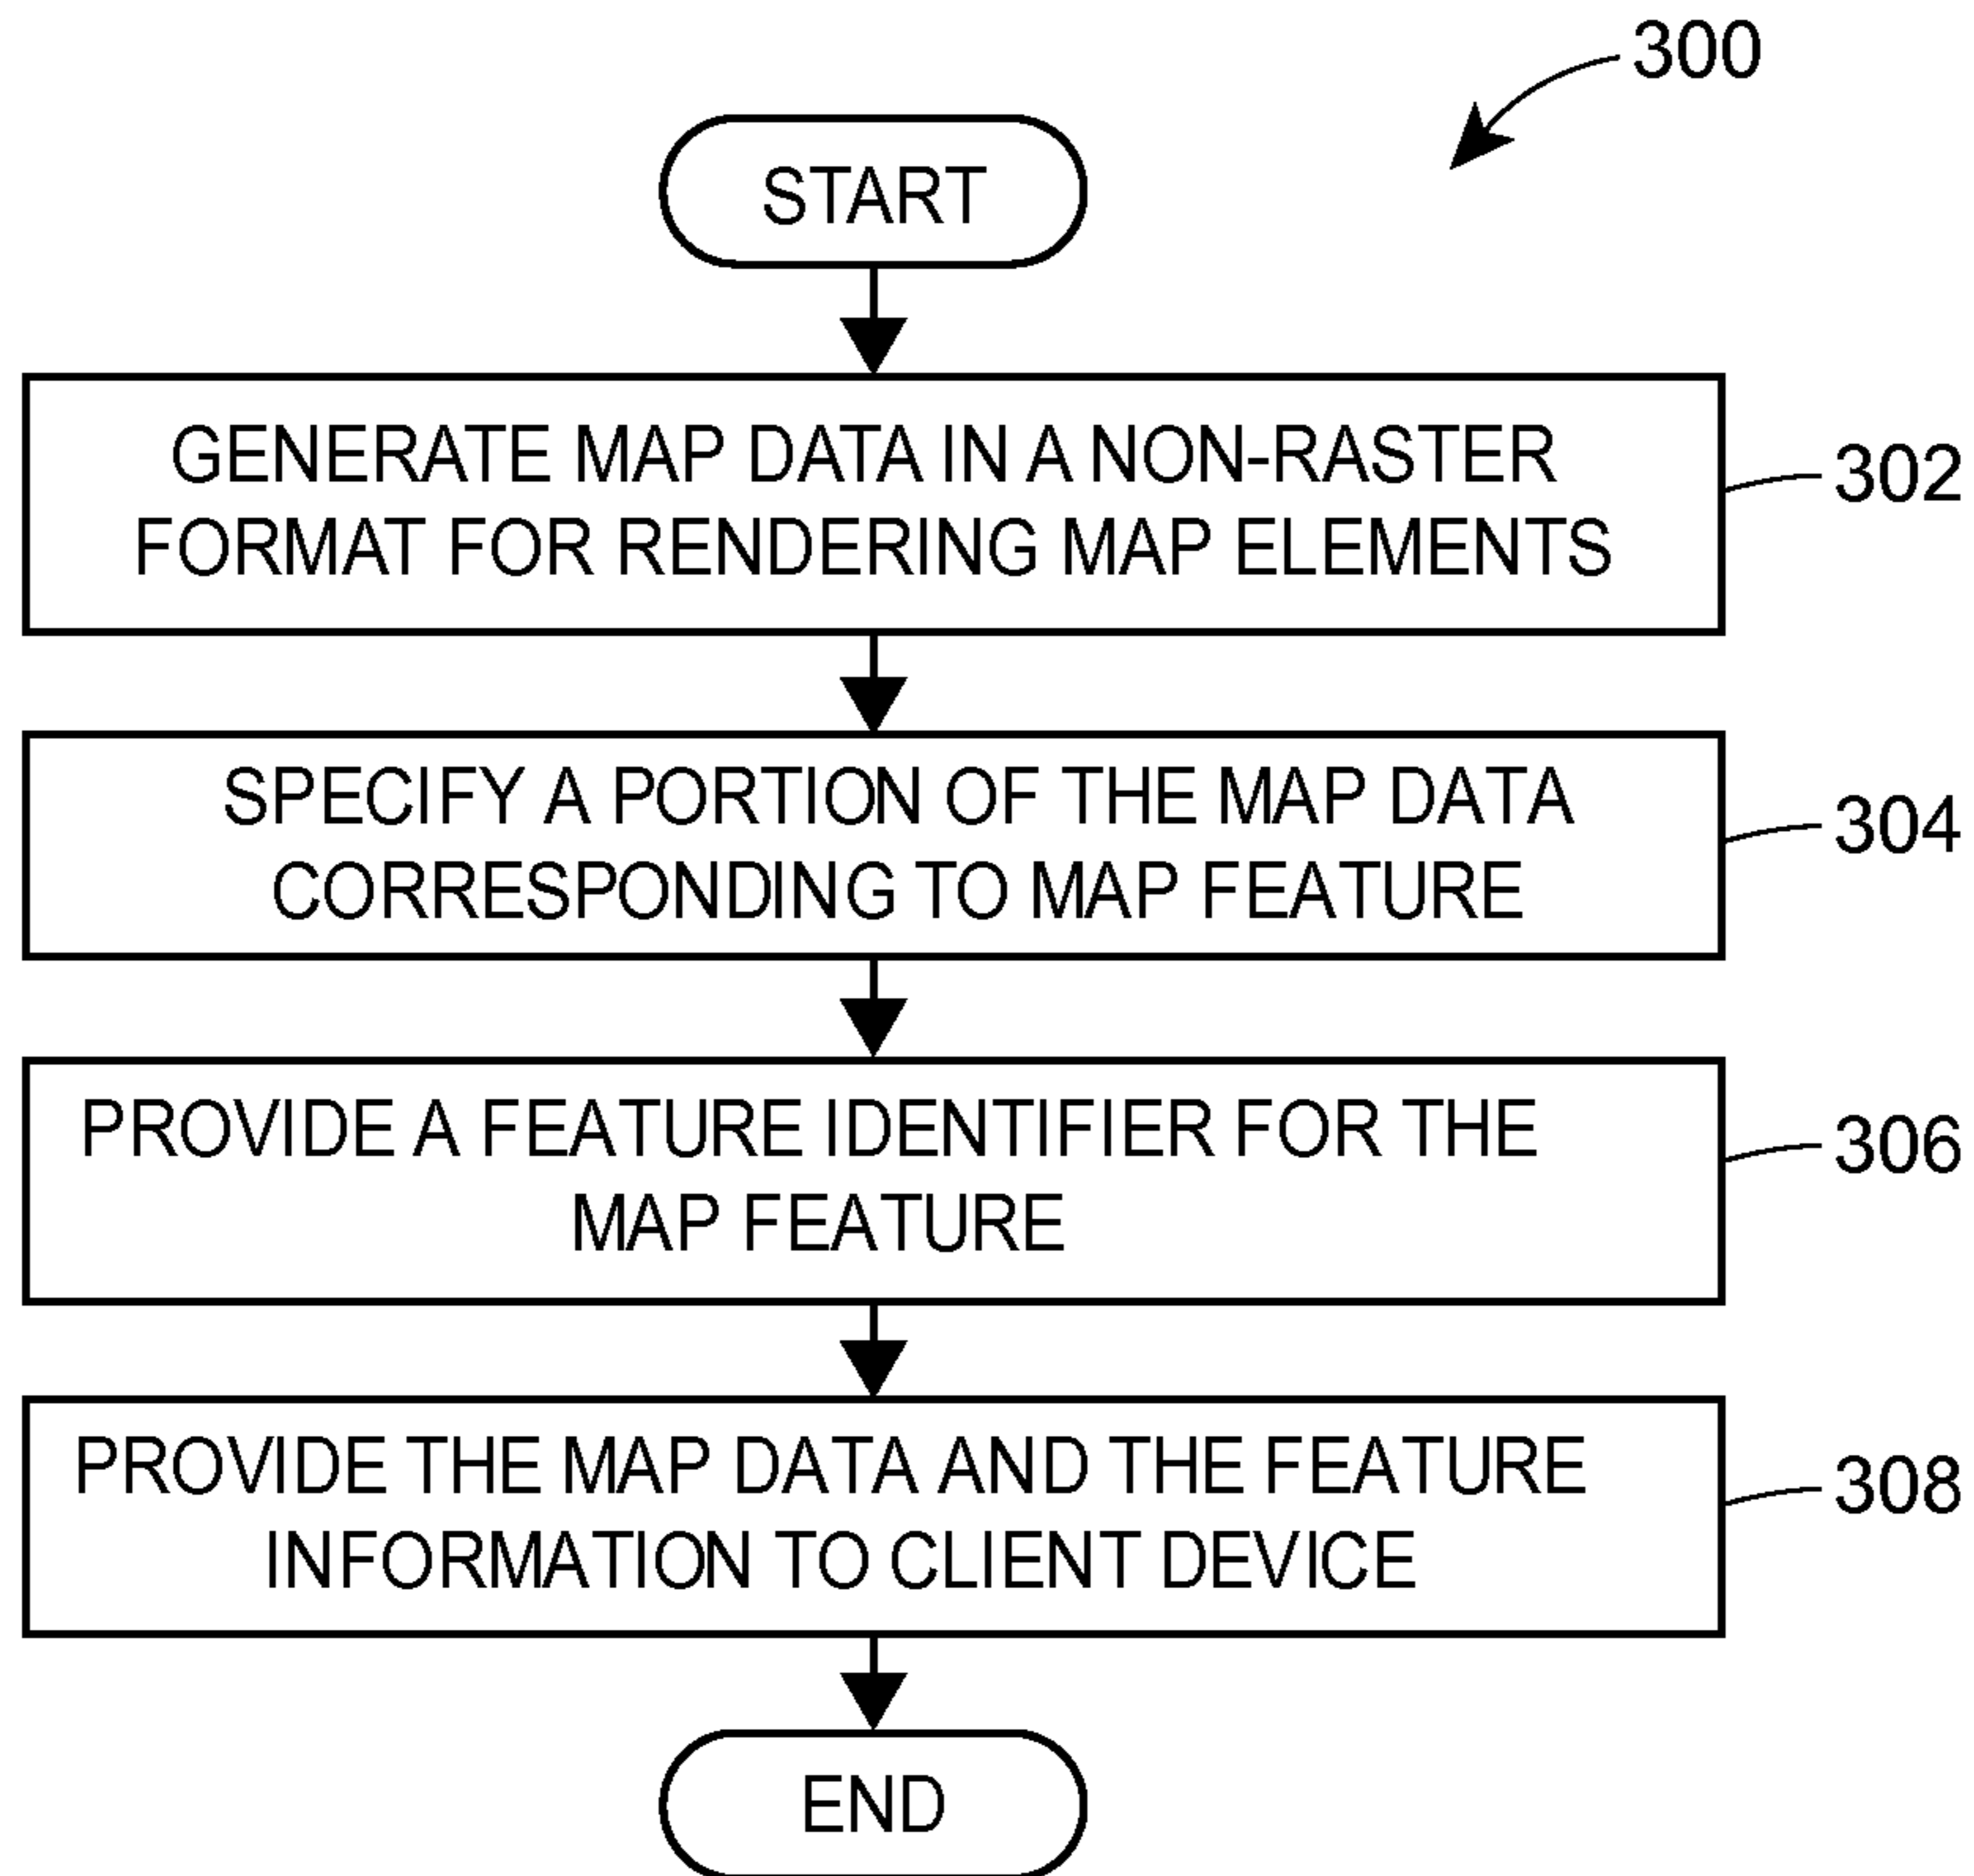 300
START
GENERATE MAP DATA IN A NON-RASTER
FORMAT FOR RENDERING MAP ELEMENTS
302
SPECIFY A PORTION OF THE MAP DATA
CORRESPONDING TO MAP FEATURE
304
PROVIDE A FEATURE IDENTIFIER FOR THE
MAP FEATURE
306
PROVIDE THE MAP DATA AND THE FEATURE
INFORMATION TO CLIENT DEVICE
308
END